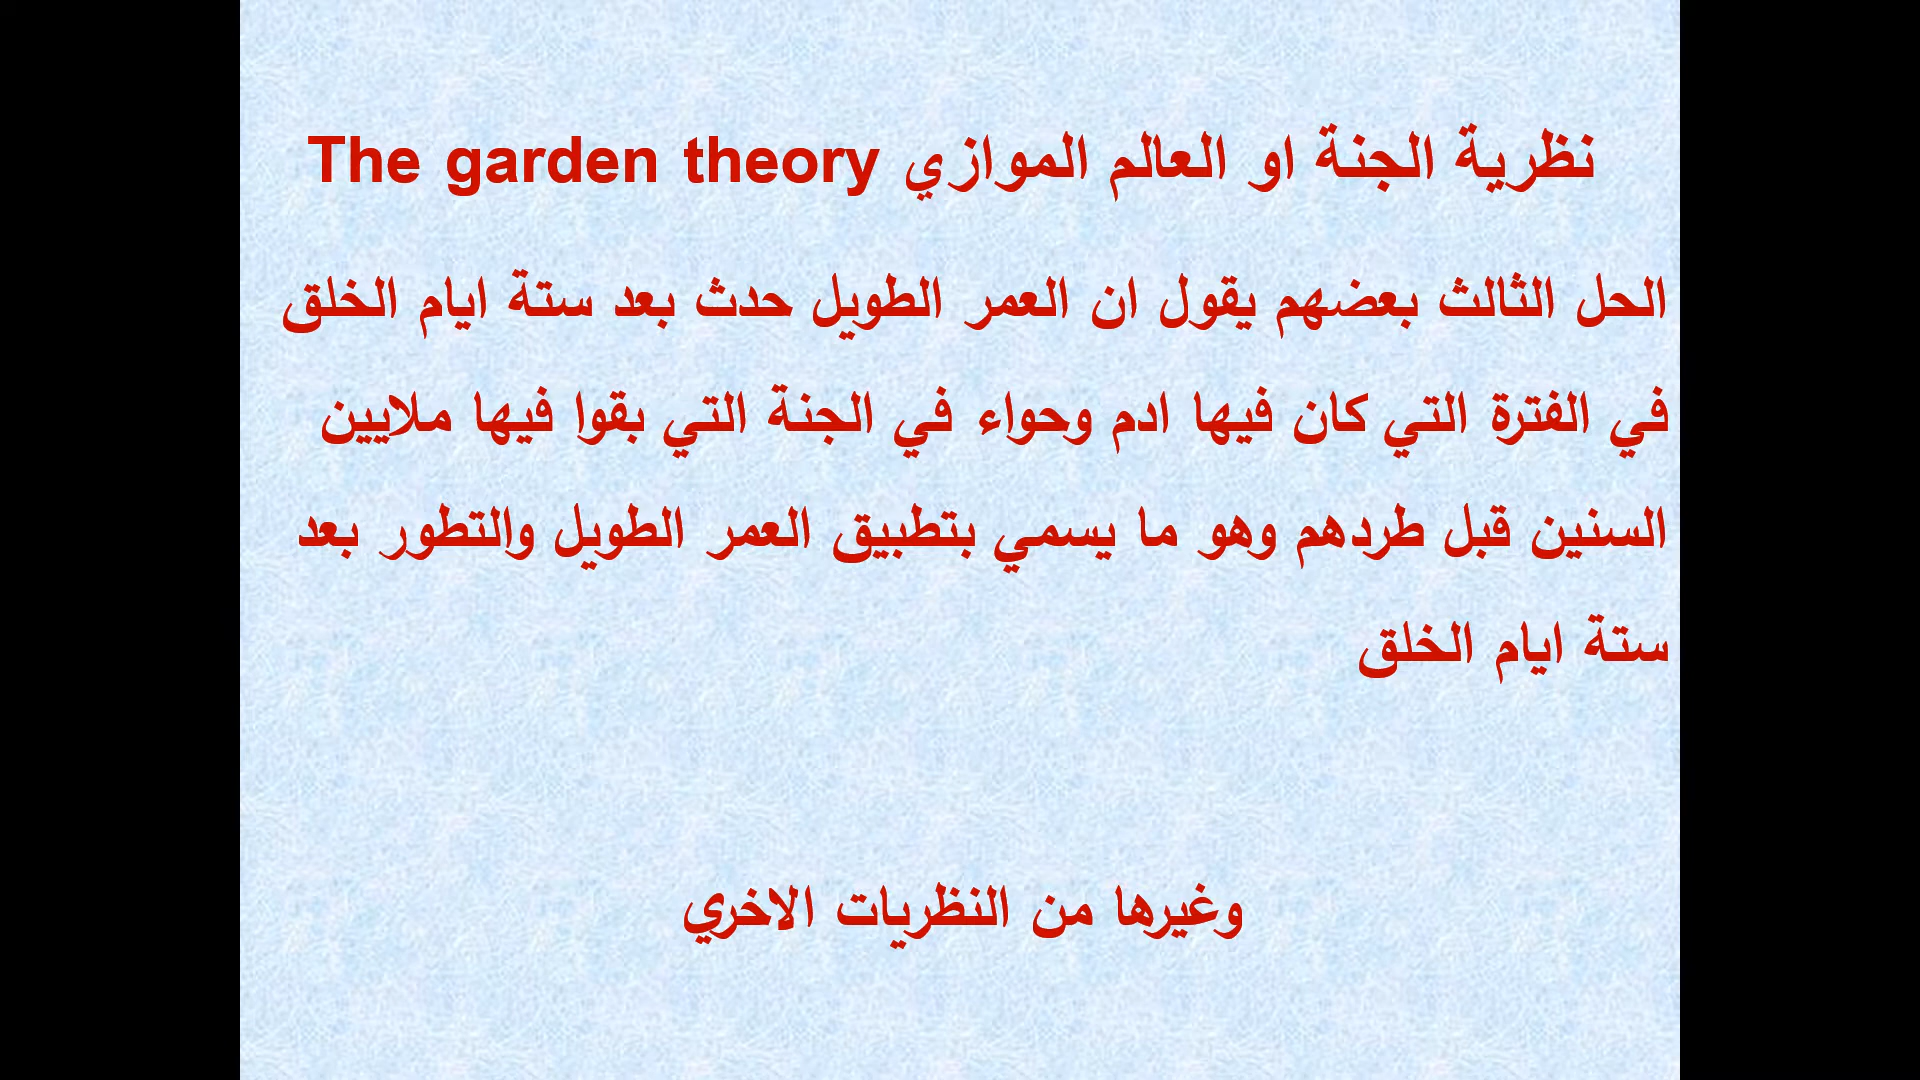 نظرية الجنة او العالم الموازي The garden theory
الحل الثالث بعضهم يقول ان العمر الطويل حدث بعد ستة ايام الخلق
في الفترة التي كان فيها ادم وحواء في الجنة التي بقوا فيها ملايين
السنين قبل طردهم وهو ما يسمي بتطبيق العمر الطويل والتطور بعد
ستة ايام الخلق
وغيرها من النظريات الاخري